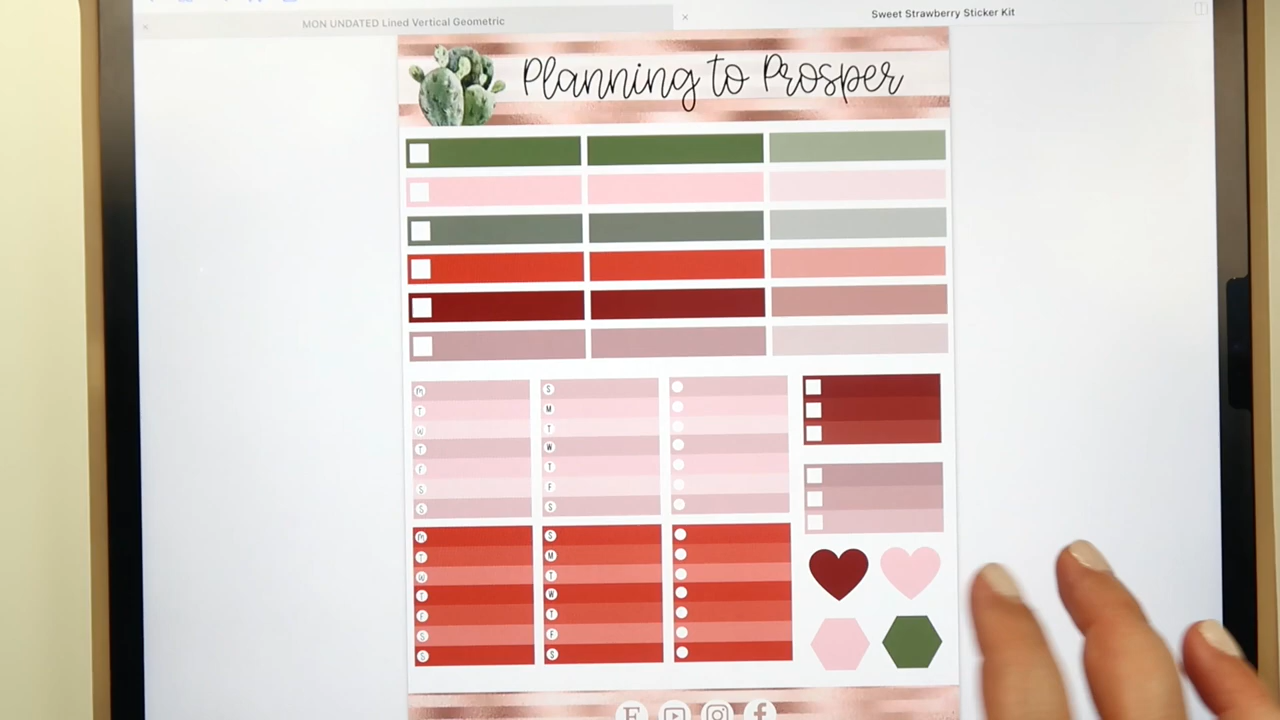 MON UNDATED Lined Vertical Geometric
Sweet Strawberry Sticker Kit
Planning to Prosper
M
T
W
T
F
S
S
S
M
T
W
T
F
S
M
T
W
T
F
S
S
S
M
T
W
T
F
S